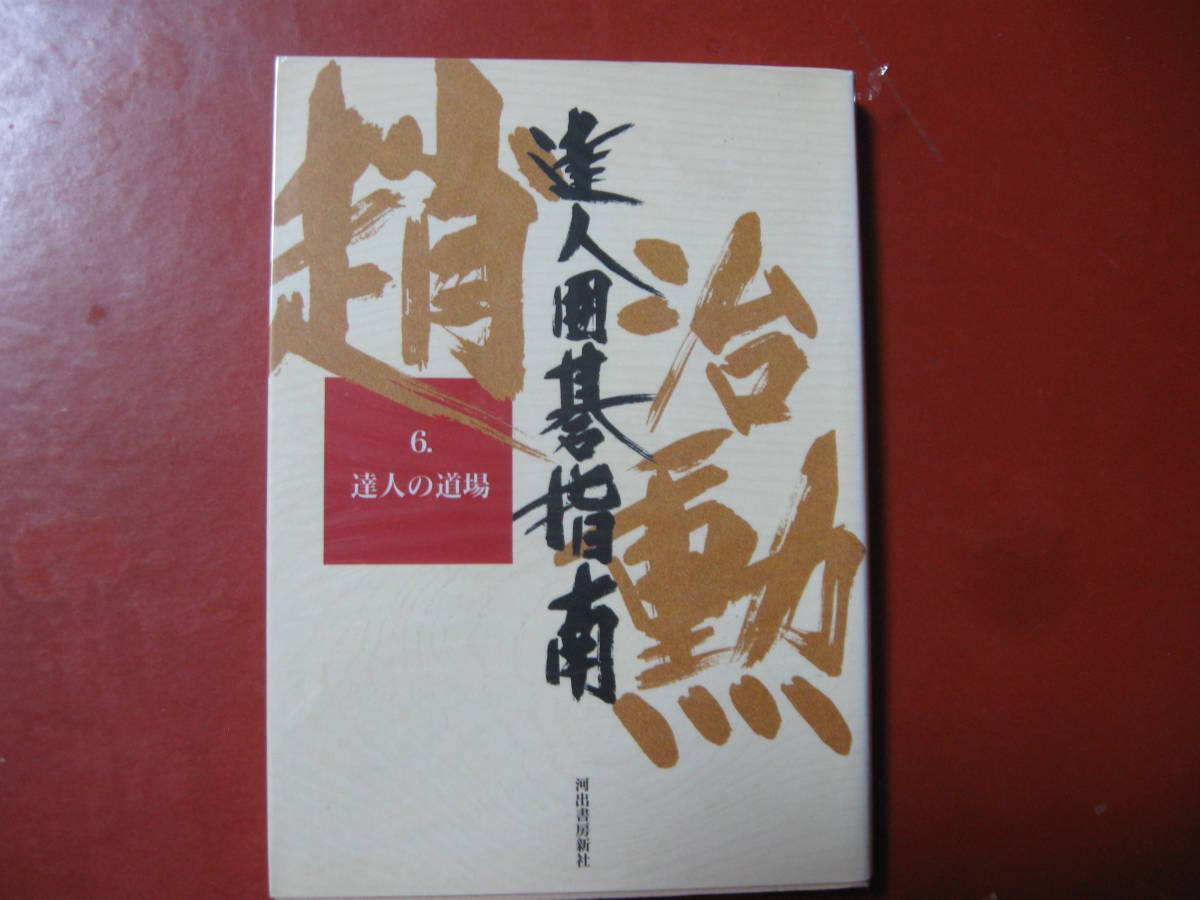 趙治勳
達人囲碁指南
6.
達人の道場
河出書房新社